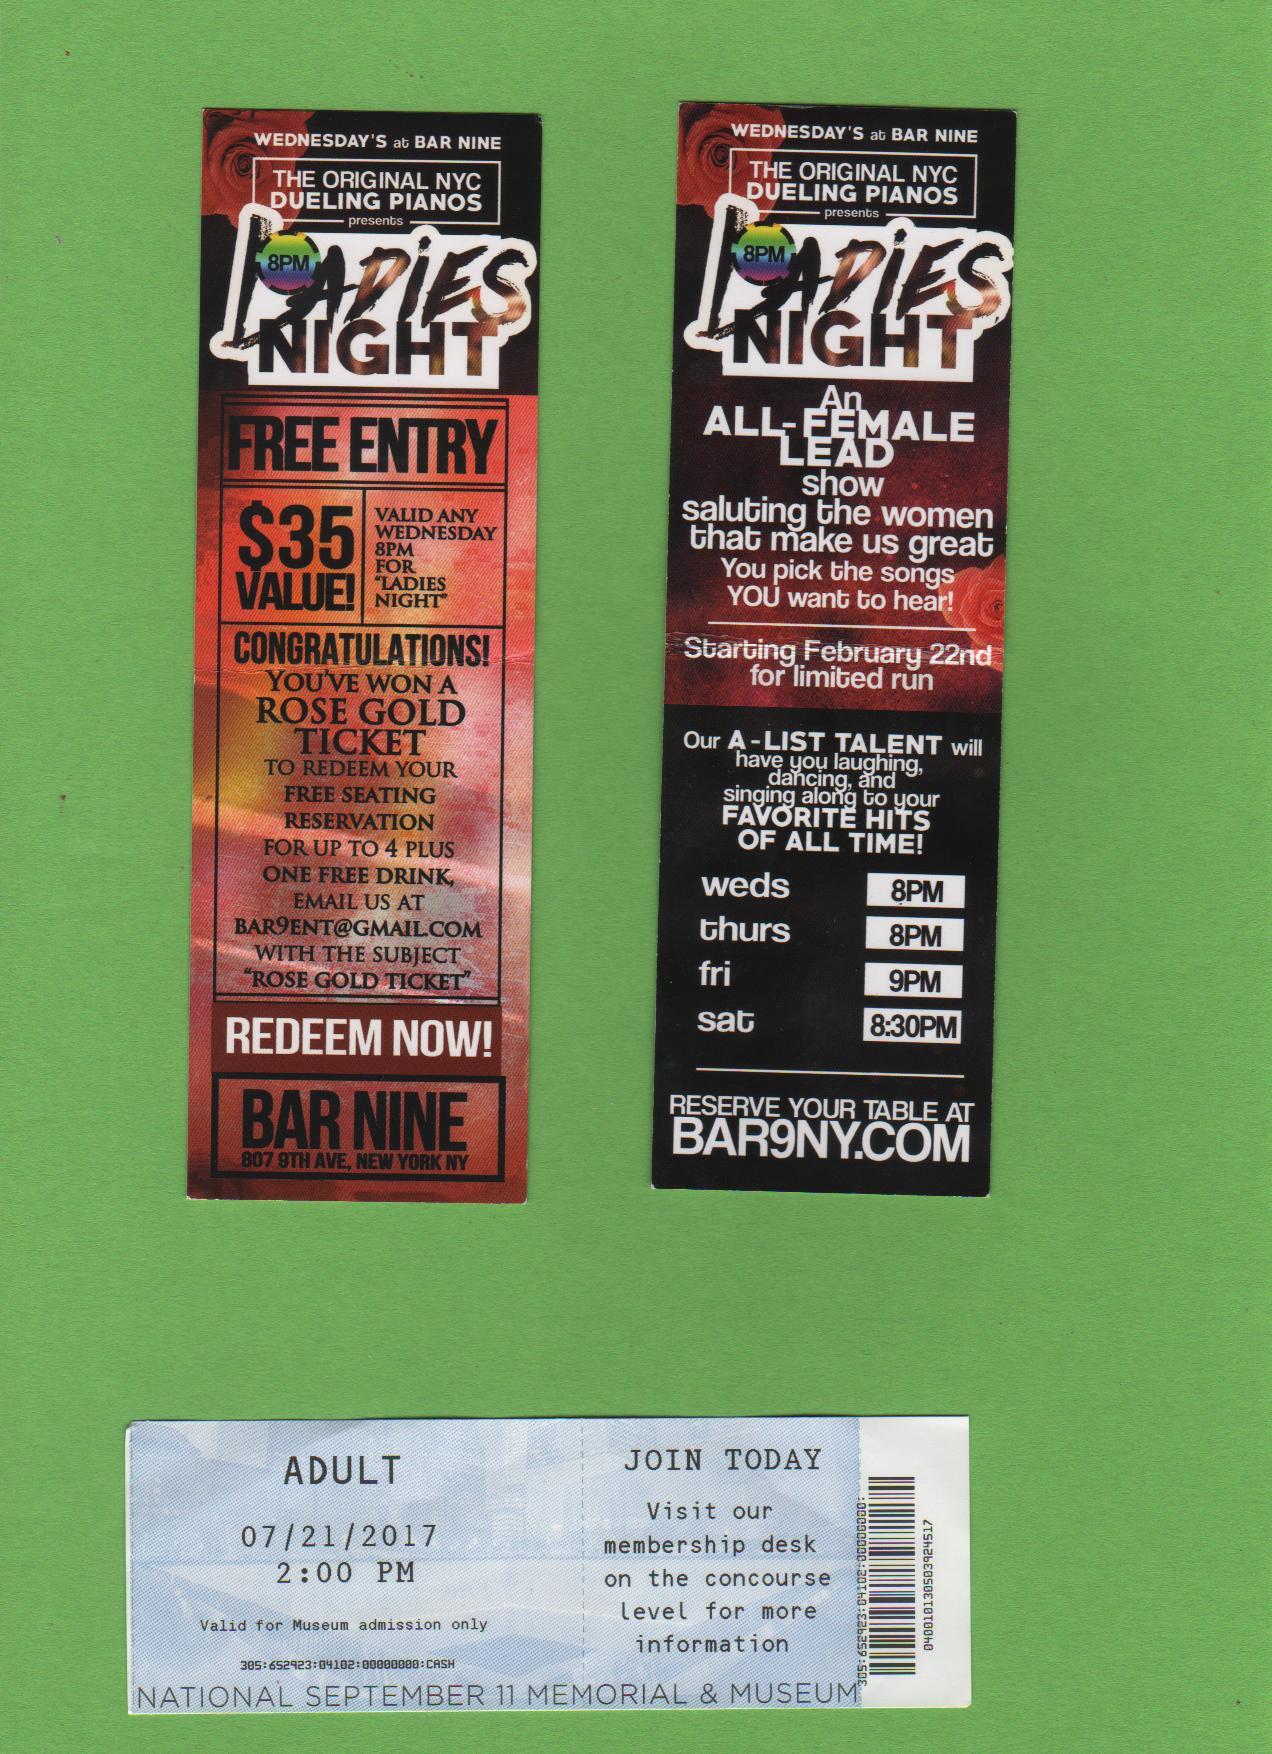 WEDNESDAY'S at BAR NINE
THE ORIGINAL NYC
DUELING PIANOS
presents
8PM
LADIES
NIGHT
FREE ENTRY
$35
VALUE!
VALID ANY
WEDNESDAY
8PM
FOR
"LADIES
NIGHT"
CONGRATULATIONS!
YOU'VE WON A
ROSE GOLD
TICKET
TO REDEEM YOUR
FREE SEATING
RESERVATION
FOR UP TO 4 PLUS
ONE FREE DRINK,
EMAIL US AT
BAR9ENT@GMAIL.COM
WITH THE SUBJECT
"ROSE GOLD TICKET"
REDEEM NOW!
BAR NINE
807 9TH AVE, NEW YORK NY
WEDNESDAY'S at BAR NINE
THE ORIGINAL NYC
DUELING PIANOS
presents
8PM
LADIES
NIGHT
An
ALL-FEMALE
LEAD
show
saluting the women
that make us great
You pick the songs
YOU want to hear!
Starting February 22nd
for limited run
Our A-LIST TALENT will
have you laughing,
dancing, and
singing along to your
FAVORITE HITS
OF ALL TIME!
weds 8PM
thurs 8PM
fri 9PM
sat 8:30PM
RESERVE YOUR TABLE AT
BAR9NY.COM
ADULT
07/21/2017
2:00 PM
Valid for Museum admission only
305:652923:04102:00000000:CASH
NATIONAL SEPTEMBER 11 MEMORIAL & MUSEUM
JOIN TODAY
Visit our
membership desk
on the concourse
level for more
information
305:652923:04102:00000000:
040010130503924517